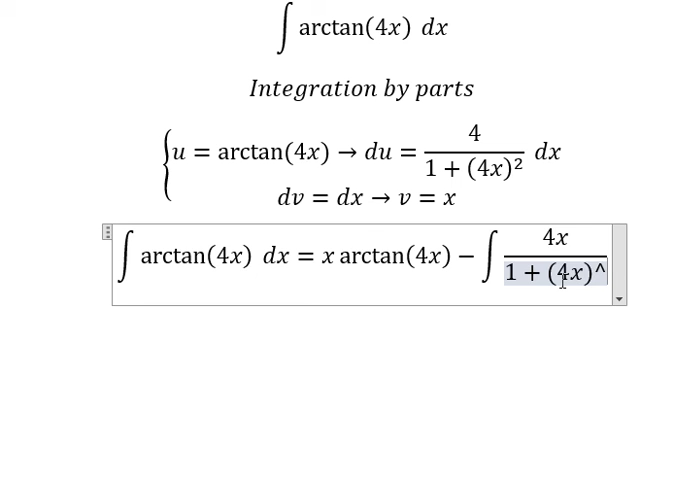 ∫ arctan(4x) dx
Integration by parts
{u = arctan(4x) → du = 4/(1 + (4x)²) dx
dv = dx → v = x
∫ arctan(4x) dx = x arctan(4x) − ∫ 4x/(1 + (4x)^